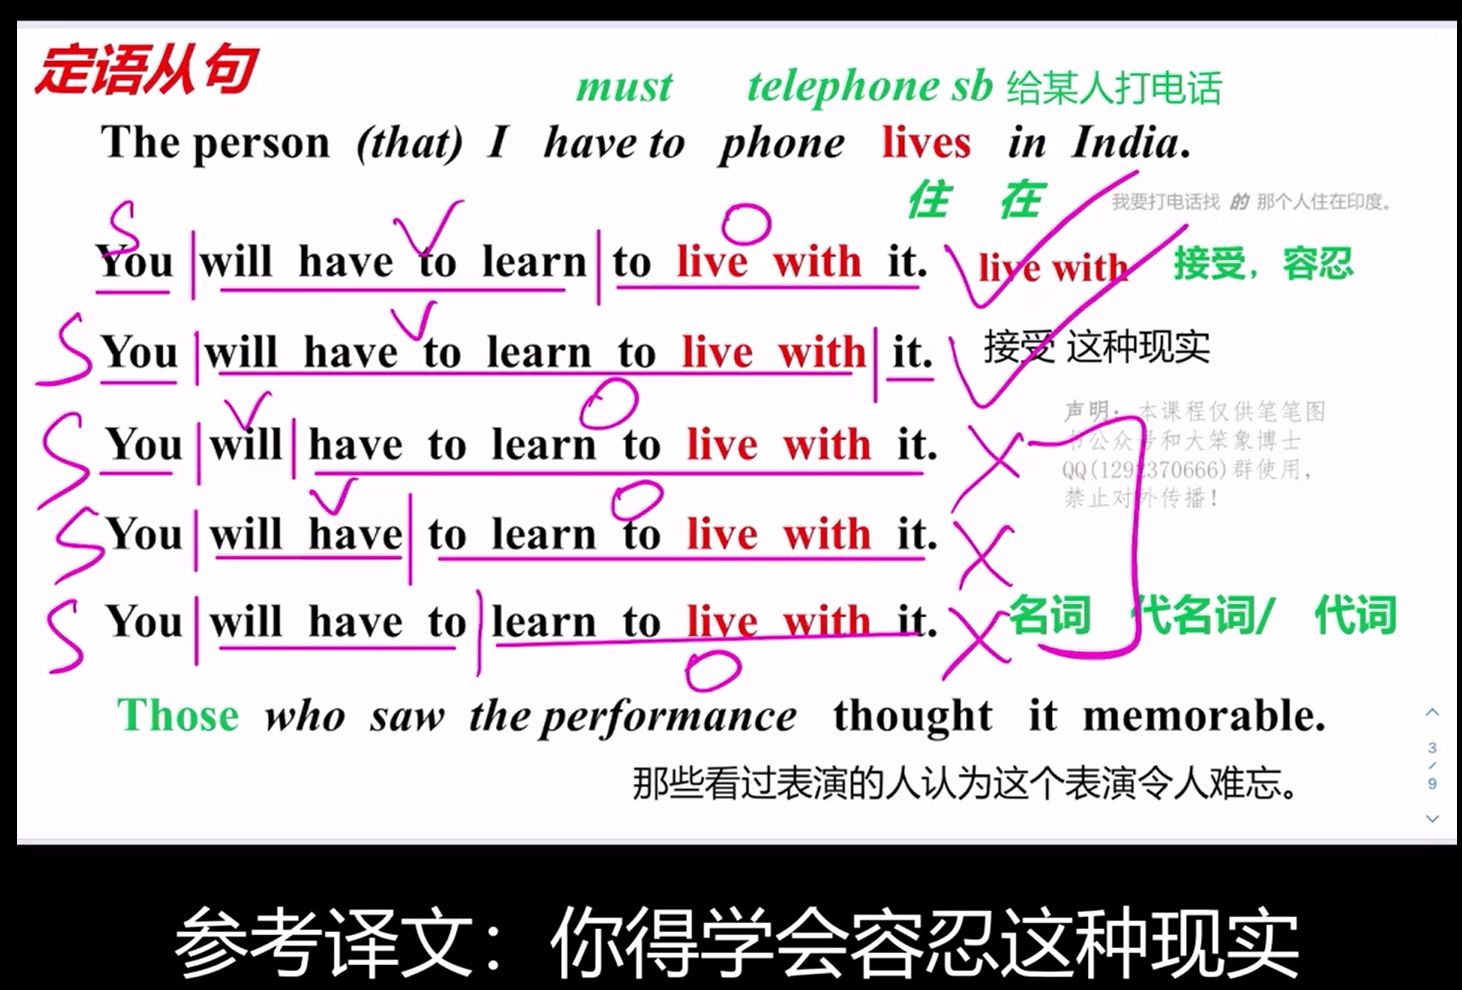 定语从句
must telephone sb 给某人打电话
The person (that) I have to phone lives in India.
住 在 我要打电话找 的 那个人住在印度。
S V O
You will have to learn to live with it. live with 接受，容忍
V
S You will have to learn to live with it. 接受 这种现实
V O
声明：本课程仅供笔笔图
S You will have to learn to live with it. 书公众号和大笨象博士
QQ(1292370666)群使用，
V O
禁止对外传播！
S You will have to learn to live with it.
S You will have to learn to live with it. 名词 代名词/ 代词
O
Those who saw the performance thought it memorable.
那些看过表演的人认为这个表演令人难忘。
3
/
9
参考译文：你得学会容忍这种现实